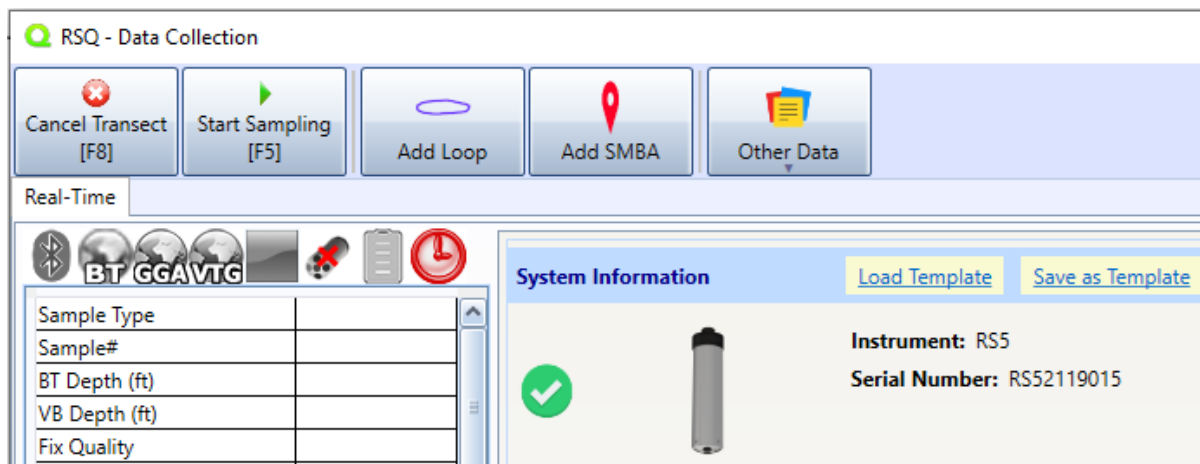 RSQ - Data Collection
Cancel Transect
[F8]
Start Sampling
[F5]
Add Loop
Add SMBA
Other Data
Real-Time
BT
GGA
VTG
System Information
Load Template
Save as Template
Sample Type
Sample#
BT Depth (ft)
VB Depth (ft)
Fix Quality
Instrument: RS5
Serial Number: RS52119015